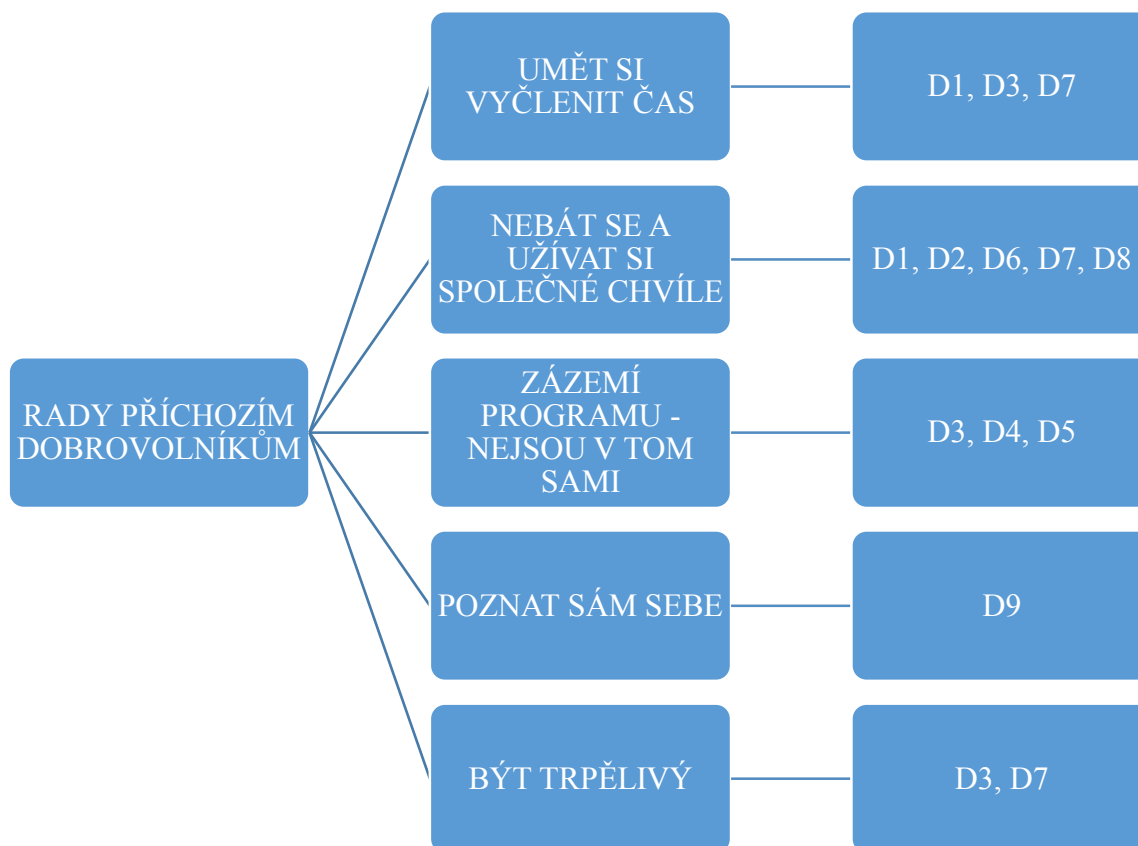 UMĚT SI
VYČLENIT ČAS
D1, D3, D7
NEBÁT SE A
UŽÍVAT SI
SPOLEČNÉ CHVÍLE
D1, D2, D6, D7, D8
RADY PŘÍCHOZÍM
DOBROVOLNÍKŮM
ZÁZEMÍ
PROGRAMU -
NEJSOU V TOM
SAMI
D3, D4, D5
POZNAT SÁM SEBE
D9
BÝT TRPĚLIVÝ
D3, D7